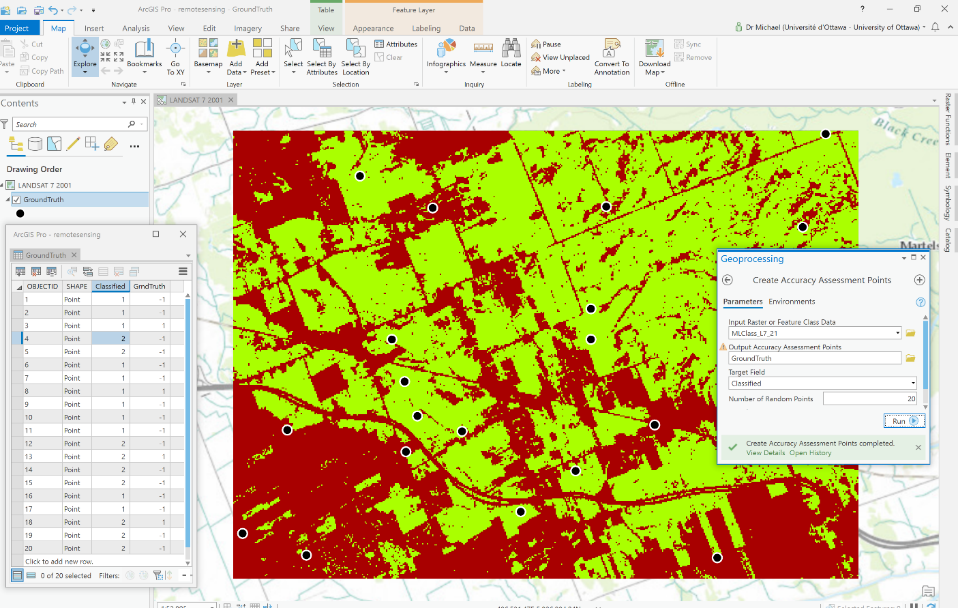 ArcGIS Pro - remotesensing - GroundTruth
Table
Feature Layer
?
Project
Map
Insert
Analysis
View
Edit
Imagery
Share
View
Appearance
Labeling
Data
Dr Michael (Université d'Ottawa - University of Ottawa)
Paste
Cut
Copy
Copy Path
Clipboard
Explore
Bookmarks
Go To XY
Navigate
Basemap
Add Data
Add Preset
Layer
Select
Select By Attributes
Select By Location
Attributes
Clear
Selection
Infographics
Measure
Locate
Inquiry
Pause
View Unplaced
More
Convert To Annotation
Labeling
Download Map
Sync
Remove
Offline
Contents
Search
Drawing Order
LANDSAT 7 2001
GroundTruth
LANDSAT 7 2001
Black Cree
Martel
Raster Functions
Element
Symbology
Catalog
ArcGIS Pro - remotesensing
GroundTruth
OBJECTID SHAPE Classified GrndTruth
1 Point 1 -1
2 Point 1 -1
3 Point 1 1
4 Point 2 -1
5 Point 2 -1
6 Point 1 -1
7 Point 1 -1
8 Point 1 -1
9 Point 1 -1
10 Point 1 -1
11 Point 1 -1
12 Point 2 -1
13 Point 2 -1
14 Point 2 -1
15 Point 2 -1
16 Point 1 -1
17 Point 1 -1
18 Point 2 1
19 Point 2 -1
20 Point 2 -1
Click to add new row.
0 of 20 selected
Filters:
Geoprocessing
Create Accuracy Assessment Points
Parameters Environments
Input Raster or Feature Class Data
MLClass_L7_21
Output Accuracy Assessment Points
GroundTruth
Target Field
Classified
Number of Random Points 20
Run
Create Accuracy Assessment Points completed.
View Details Open History